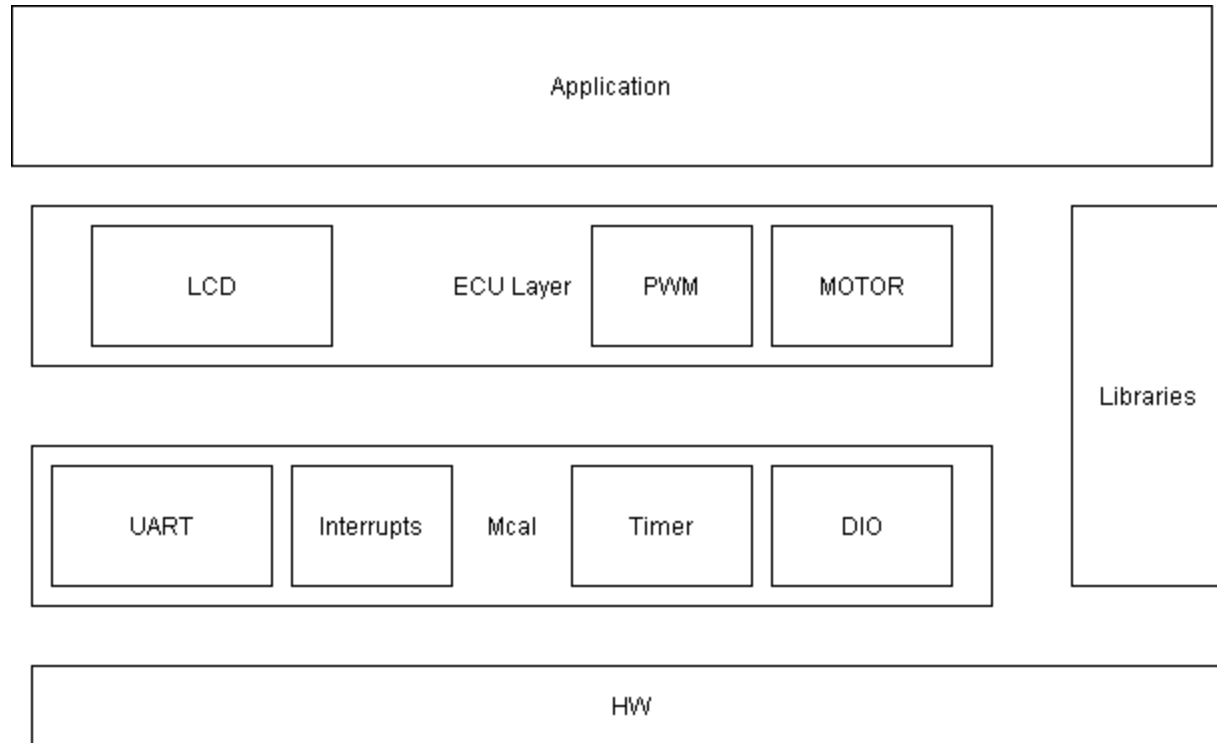 Application
LCD
ECU Layer
PWM
MOTOR
Libraries
UART
Interrupts
Mcal
Timer
DIO
HW